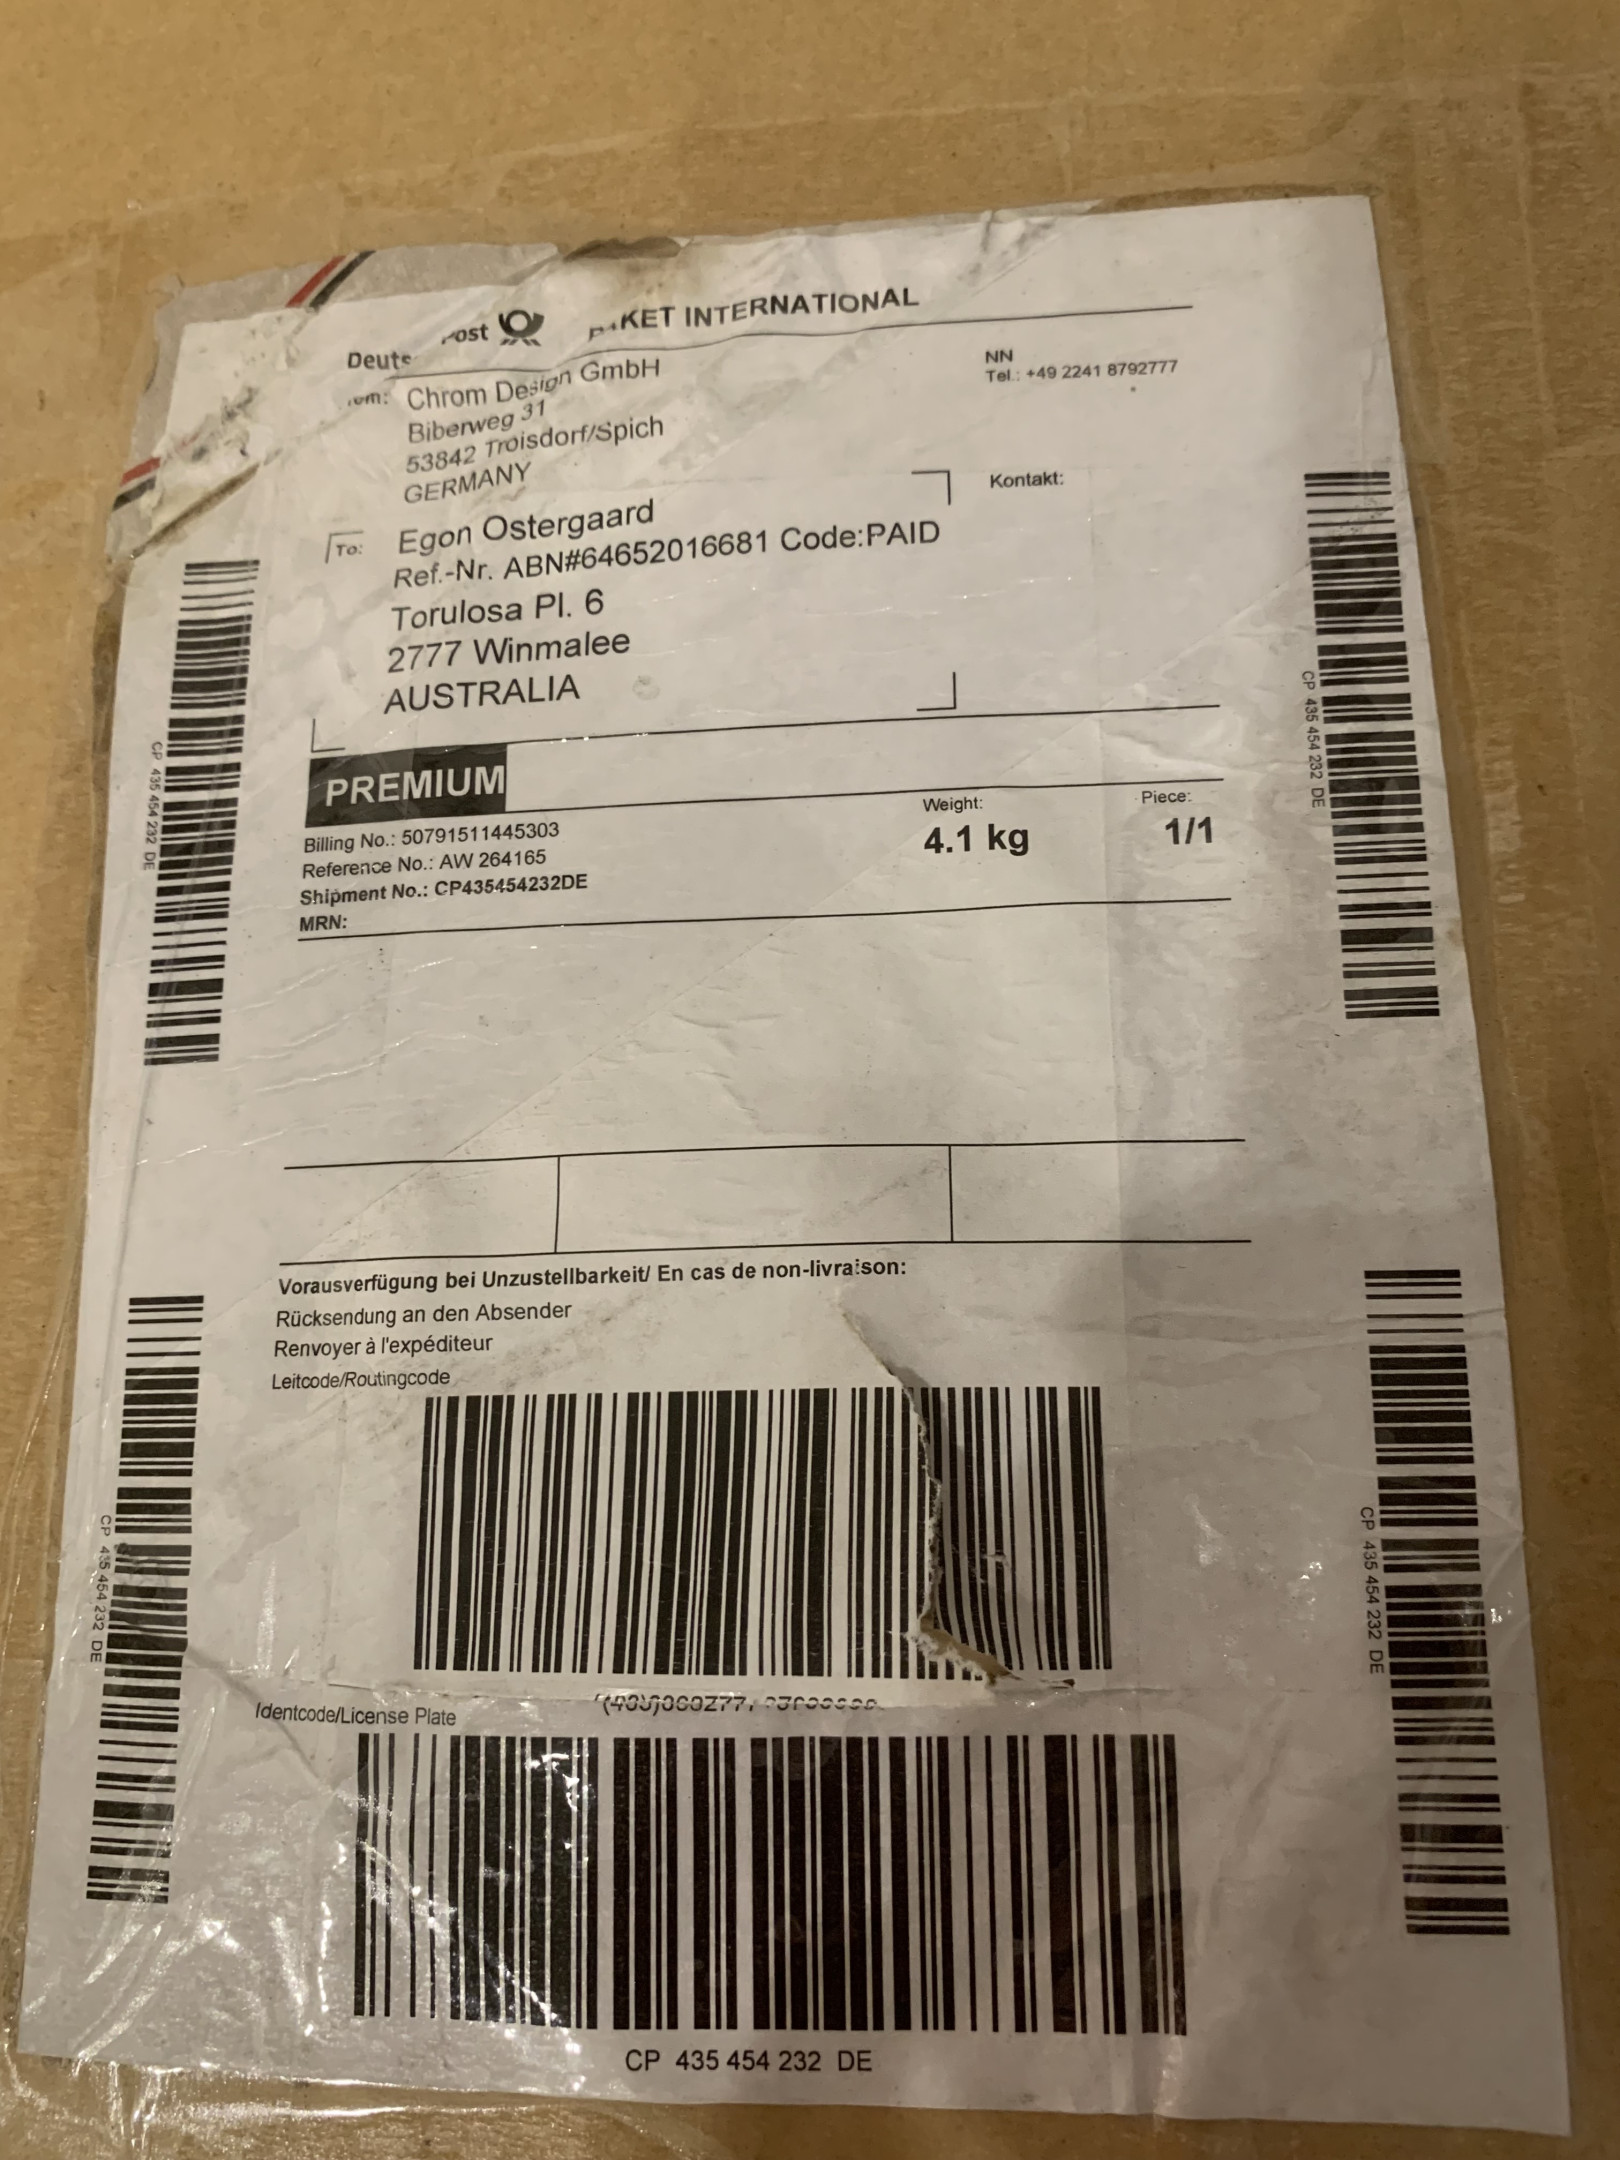 Post
KET INTERNATIONAL
Chrom Design GmbH
Biberweg 31
53842 Troisdorf/Spich
GERMANY
NN
Tel.: +49 2241 8792777
Kontakt:
To:
Egon Ostergaard
Ref.-Nr. ABN#64652016681 Code:PAID
Torulosa Pl. 6
2777 Winmalee
AUSTRALIA
PREMIUM
Billing No.: 50791511445303
Reference No.: AW 264165
Shipment No.: CP435454232DE
MRN:
Weight:
4.1 kg
Piece:
1/1
CP 435 454 232 DE
CP 435 454 232 DE
Vorausverfügung bei Unzustellbarkeit/ En cas de non-livraison:
Rücksendung an den Absender
Renvoyer à l'expéditeur
Leitcode/Routingcode
Identcode/License Plate
CP 435 454 232 DE
CP 435 454 232 DE
CP 435 454 232 DE